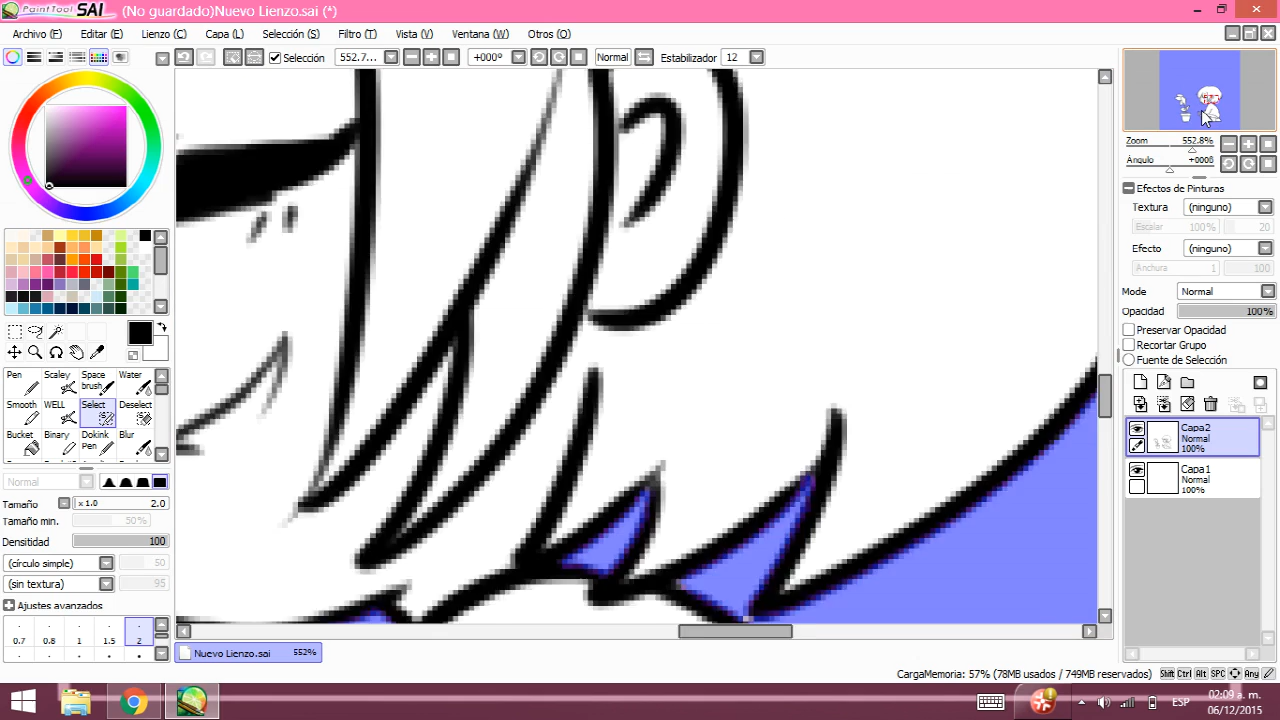 PaintTool SAI (No guardado)Nuevo Lienzo.sai (*)
Archivo (F) Editar (E) Lienzo (C) Capa (L) Selección (S) Filtro (T) Vista (V) Ventana (W) Otros (O)
Selección 552.7... +000º Normal Estabilizador 12
Zoom 552.8%
Ángulo +000º
Efectos de Pinturas
Textura (ninguno)
Escalar 100% 20
Efecto (ninguno)
Anchura 1 100
Modo Normal
Opacidad 100%
Preservar Opacidad
Recortar Grupo
Fuente de Selección
Capa2
Normal
100%
Capa1
Normal
100%
Pen Scaley Space brush Water
Smooth WELL Select Deselect
Bucket Binary Dokink Pen Blur
Normal
Tamaño x 1.0 2.0
Tamaño min. 50%
Densidad 100
(círculo simple) 50
(sin textura) 95
Ajustes avanzados
0.7 0.8 1 1.5 2
Nuevo Lienzo.sai 552%
CargaMemoria: 57% (78MB usados / 749MB reservados) Shift Ctrl Alt SPC Any
ESP
02:09 a. m.
06/12/2015